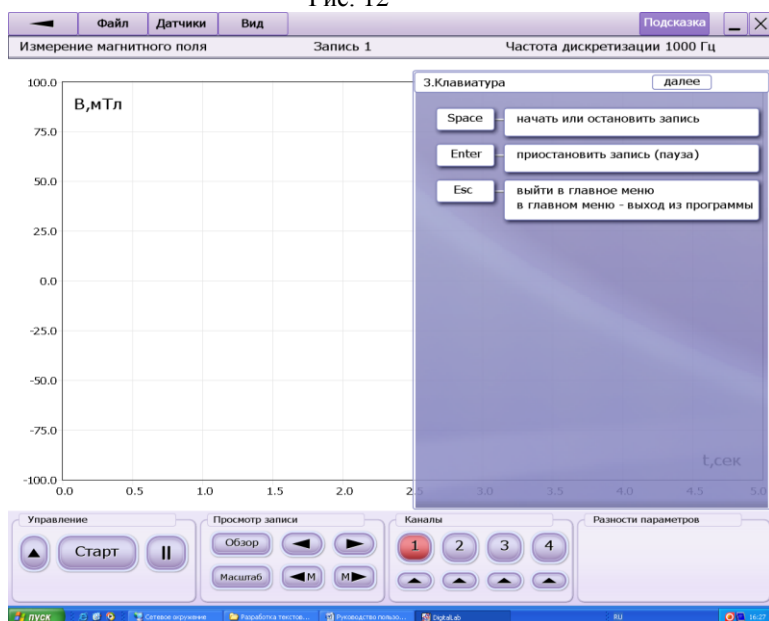 Рис. 12
Файл Датчики Вид Подсказка
Измерение магнитного поля Запись 1 Частота дискретизации 1000 Гц
100.0
В,мТл
75.0
50.0
25.0
0.0
-25.0
-50.0
-75.0
-100.0
0.0 0.5 1.0 1.5 2.0 2.5 3.0 3.5 4.0 4.5 5.0
t,сек
3.Клавиатура далее
Space начать или остановить запись
Enter приостановить запись (пауза)
Esc выйти в главное меню
в главном меню - выход из программы
Управление
Старт
Просмотр записи
Обзор
Масштаб М М
Каналы
1 2 3 4
Разности параметров
пуск Сетевое окружение Разработка текстов... Руководство пользо... DigitalLab RU 16:27